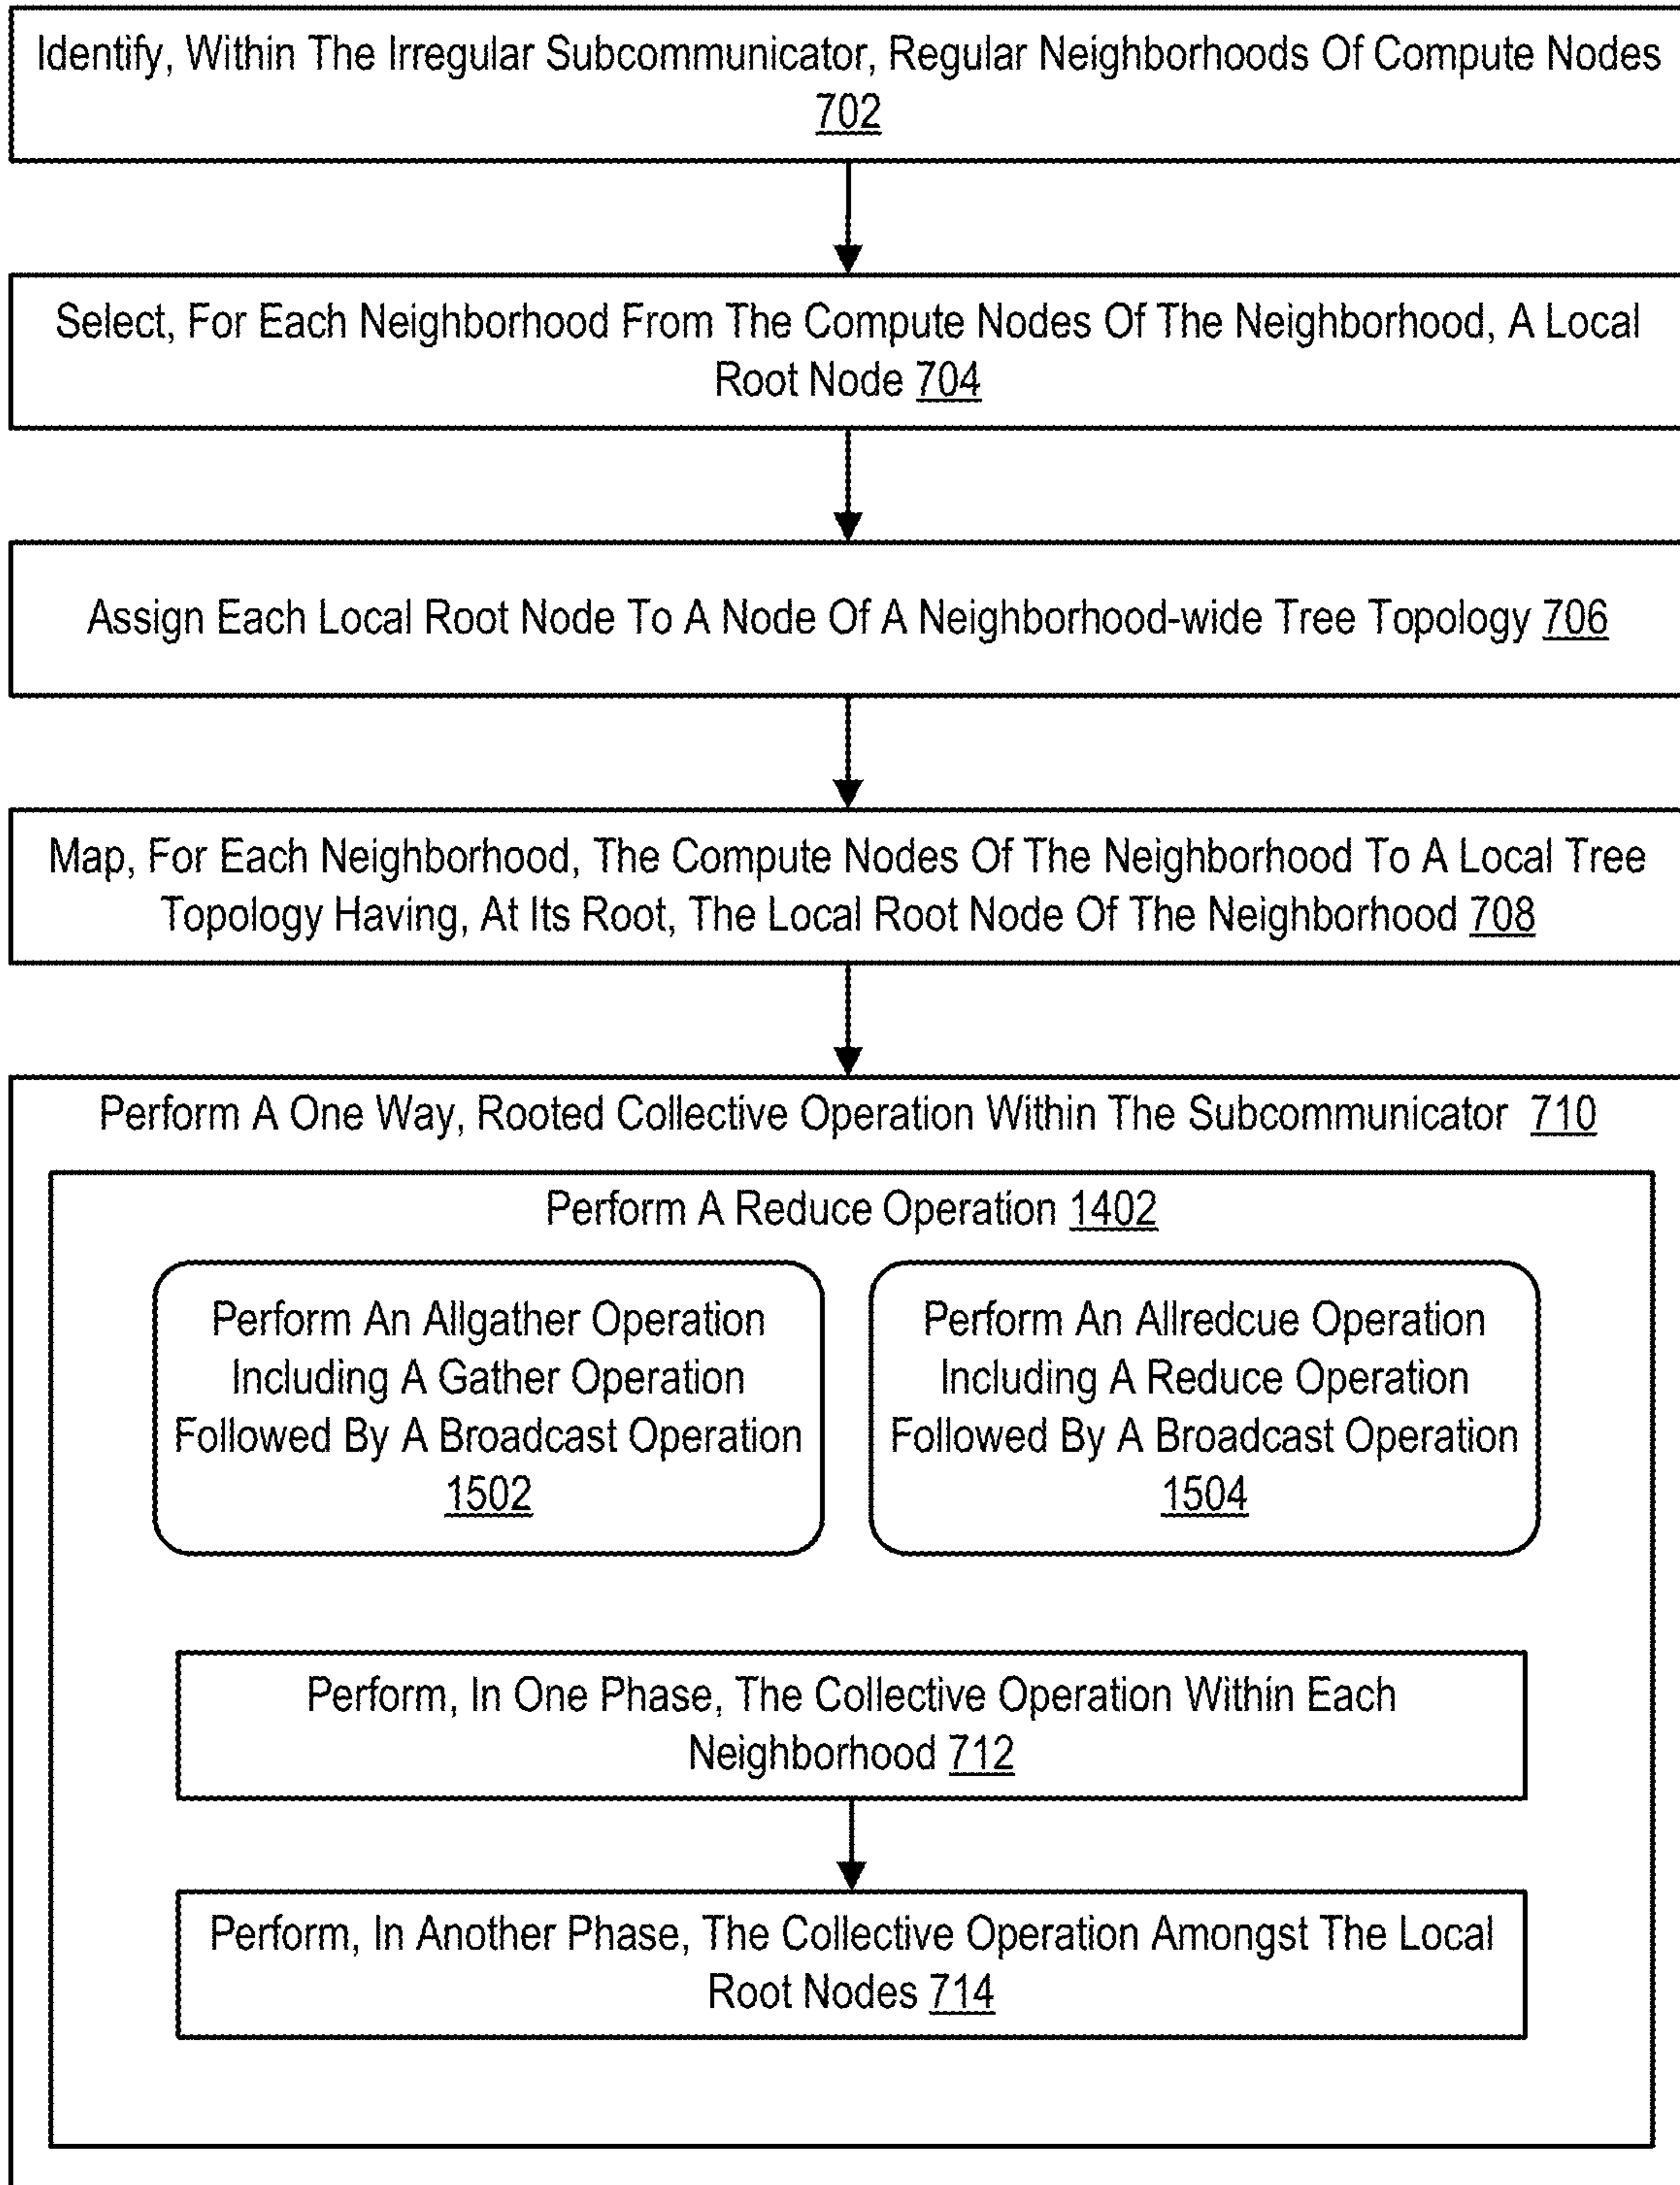 Identify, Within The Irregular Subcommunicator, Regular Neighborhoods Of Compute Nodes
702
Select, For Each Neighborhood From The Compute Nodes Of The Neighborhood, A Local
Root Node 704
Assign Each Local Root Node To A Node Of A Neighborhood-wide Tree Topology 706
Map, For Each Neighborhood, The Compute Nodes Of The Neighborhood To A Local Tree
Topology Having, At Its Root, The Local Root Node Of The Neighborhood 708
Perform A One Way, Rooted Collective Operation Within The Subcommunicator 710
Perform A Reduce Operation 1402
Perform An Allgather Operation
Including A Gather Operation
Followed By A Broadcast Operation
1502
Perform An Allredcue Operation
Including A Reduce Operation
Followed By A Broadcast Operation
1504
Perform, In One Phase, The Collective Operation Within Each
Neighborhood 712
Perform, In Another Phase, The Collective Operation Amongst The Local
Root Nodes 714